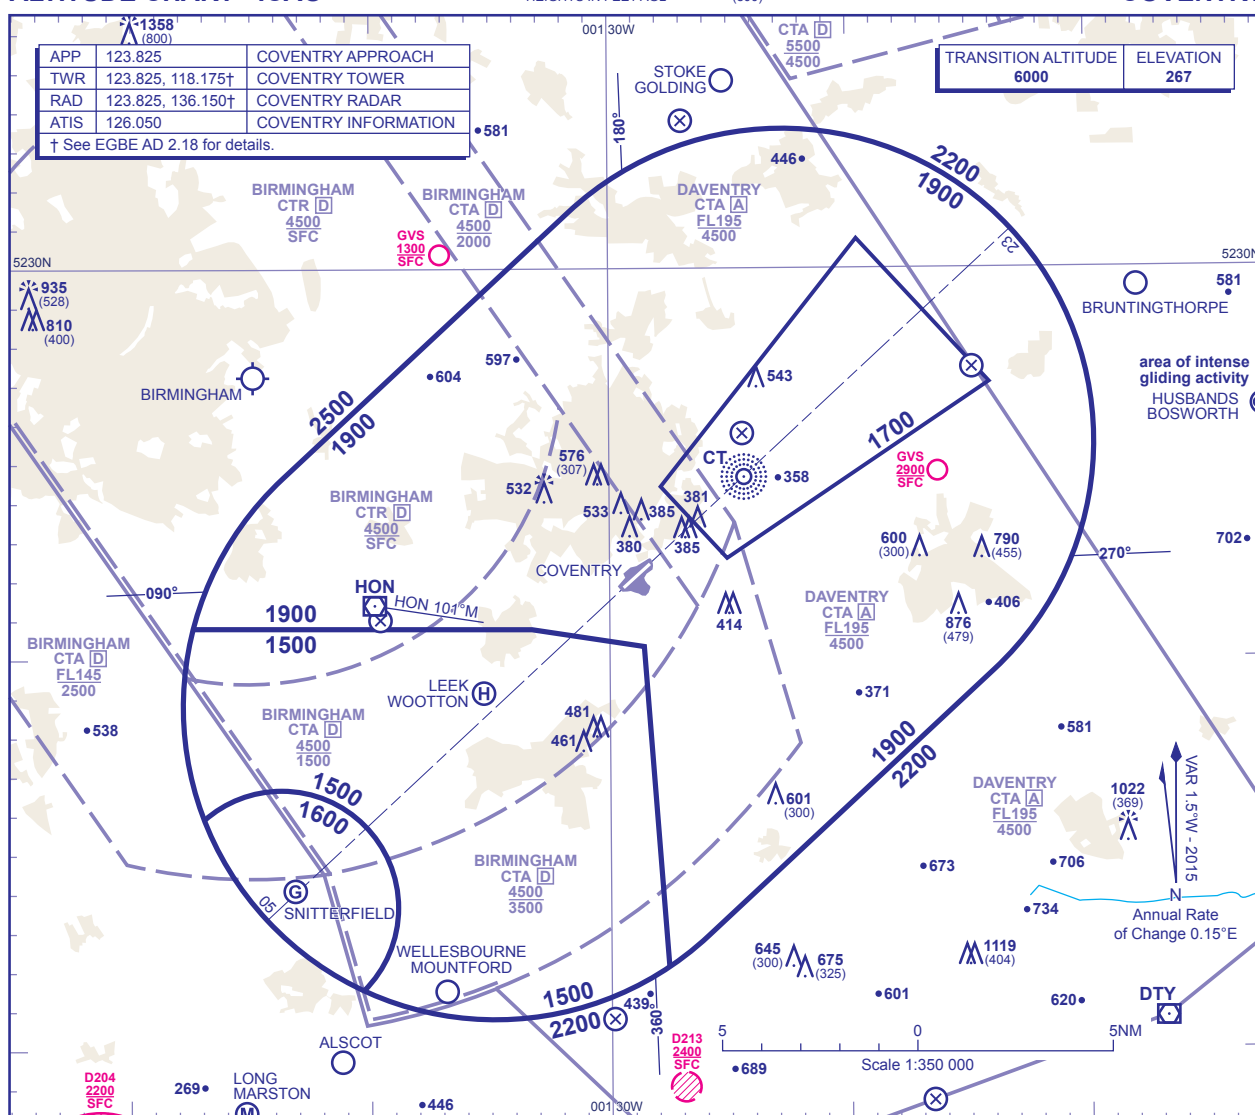 1358
(800)
001 30W
CTA D
5500
4500
APP 123.825 COVENTRY APPROACH
TWR 123.825, 118.175† COVENTRY TOWER
RAD 123.825, 136.150† COVENTRY RADAR
ATIS 126.050 COVENTRY INFORMATION
† See EGBE AD 2.18 for details.
TRANSITION ALTITUDE
6000
ELEVATION
267
STOKE
GOLDING
180°
581
446
2200
1900
BIRMINGHAM
CTR D
4500
SFC
BIRMINGHAM
CTA D
4500
2000
DAVENTRY
CTA A
FL195
4500
GVS
1300
SFC
23
5230N
5230N
935
(528)
810
(400)
581
BRUNTINGTHORPE
597
604
543
BIRMINGHAM
area of intense
gliding activity
HUSBANDS
BOSWORTH
2500
1900
1700
576
(307)
CT
358
GVS
2900
SFC
532
533
385
381
380
385
BIRMINGHAM
CTR D
4500
SFC
600
(300)
790
(455)
702
270°
COVENTRY
090°
HON
HON 101°M
1900
1500
414
DAVENTRY
CTA A
FL195
4500
406
876
(479)
BIRMINGHAM
CTA D
FL145
2500
LEEK
WOOTTON
H
371
538
BIRMINGHAM
CTA D
4500
1500
481
461
581
1900
2200
VAR 1.5°W - 2015
1500
1600
601
(300)
DAVENTRY
CTA A
FL195
4500
1022
(369)
BIRMINGHAM
CTA D
4500
3500
673
706
G
SNITTERFIELD
05
N
734
Annual Rate
of Change 0.15°E
WELLESBOURNE
MOUNTFORD
645
(300)
675
(325)
1119
(404)
1500
2200
439
360°
601
620
DTY
ALSCOT
5 0 5NM
Scale 1:350 000
D213
2400
SFC
689
D204
2200
SFC
269
LONG
MARSTON
M
446
001 30W